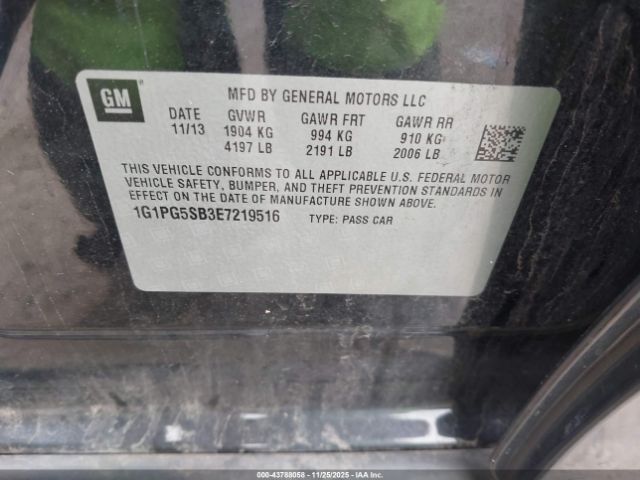 GM
MFD BY GENERAL MOTORS LLC
DATE GVWR GAWR FRT GAWR RR
11/13 1904 KG 994 KG 910 KG
4197 LB 2191 LB 2006 LB
THIS VEHICLE CONFORMS TO ALL APPLICABLE U.S. FEDERAL MOTOR
VEHICLE SAFETY, BUMPER, AND THEFT PREVENTION STANDARDS IN
EFFECT ON THE DATE OF MANUFACTURE SHOWN ABOVE.
1G1PG5SB3E7219516 TYPE: PASS CAR
000-43788058 - 11/25/2025 - IAAI.COM